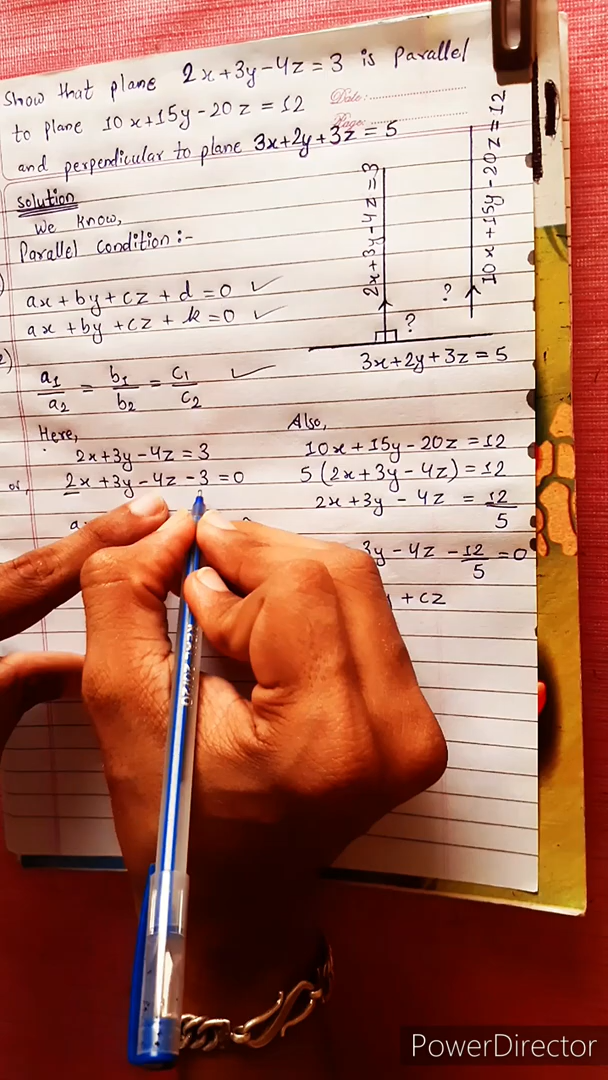 Show that plane 2x+3y-4z=3 is Parallel
to plane 10x+15y-20z=12
Date:
Page:
and perpendicular to plane 3x+2y+3z=5
Solution
We know,
Parallel condition:-
ax+by+cz+d=0 ✓
ax+by+cz+k=0 ✓
2)
a₁/a₂ = b₁/b₂ = c₁/c₂ ✓
2x+3y-4z=3
10x+15y-20z=12
?
?
3x+2y+3z=5
Here,
2x+3y-4z=3
or, 2x+3y-4z-3=0
Also,
10x+15y-20z=12
5(2x+3y-4z)=12
2x+3y-4z=12/5
3y-4z-12/5=0
+cz
PowerDirector